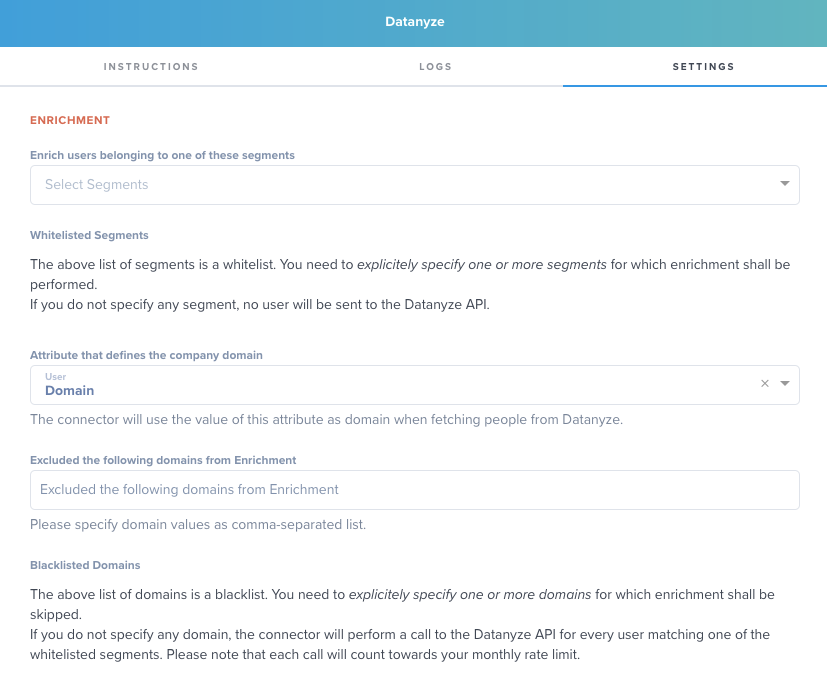 Datanyze
INSTRUCTIONS
LOGS
SETTINGS
ENRICHMENT
Enrich users belonging to one of these segments
Select Segments
Whitelisted Segments
The above list of segments is a whitelist. You need to explicitely specify one or more segments for which enrichment shall be
performed.
If you do not specify any segment, no user will be sent to the Datanyze API.
Attribute that defines the company domain
User
Domain
×
The connector will use the value of this attribute as domain when fetching people from Datanyze.
Excluded the following domains from Enrichment
Excluded the following domains from Enrichment
Please specify domain values as comma-separated list.
Blacklisted Domains
The above list of domains is a blacklist. You need to explicitely specify one or more domains for which enrichment shall be
skipped.
If you do not specify any domain, the connector will perform a call to the Datanyze API for every user matching one of the
whitelisted segments. Please note that each call will count towards your monthly rate limit.